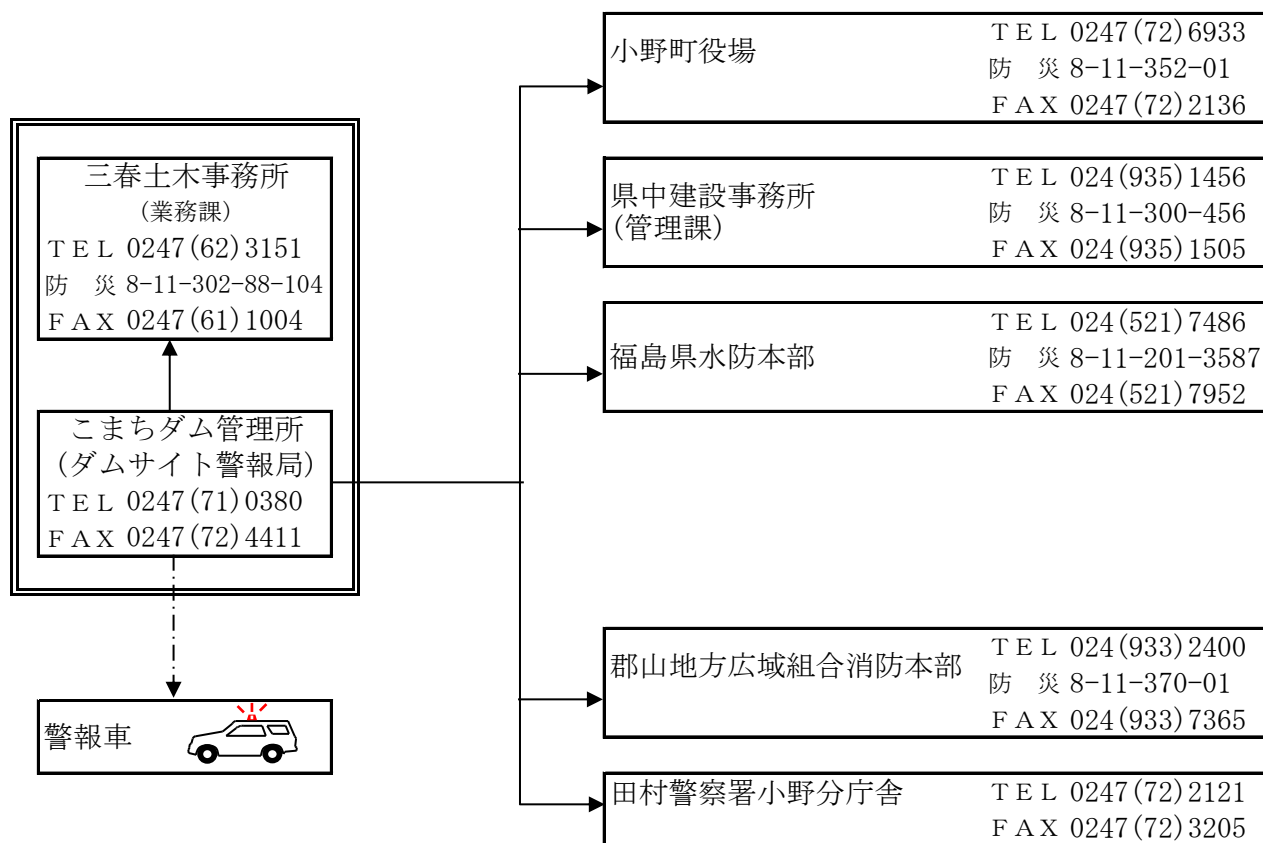 三春土木事務所
(業務課)
ＴＥＬ 0247(62)3151
防　災 8-11-302-88-104
ＦＡＸ 0247(61)1004
こまちダム管理所
(ダムサイト警報局)
ＴＥＬ 0247(71)0380
ＦＡＸ 0247(72)4411
警報車
小野町役場
ＴＥＬ 0247(72)6933
防　災 8-11-352-01
ＦＡＸ 0247(72)2136
県中建設事務所
(管理課)
ＴＥＬ 024(935)1456
防　災 8-11-300-456
ＦＡＸ 024(935)1505
福島県水防本部
ＴＥＬ 024(521)7486
防　災 8-11-201-3587
ＦＡＸ 024(521)7952
郡山地方広域組合消防本部
ＴＥＬ 024(933)2400
防　災 8-11-370-01
ＦＡＸ 024(933)7365
田村警察署小野分庁舎
ＴＥＬ 0247(72)2121
ＦＡＸ 0247(72)3205